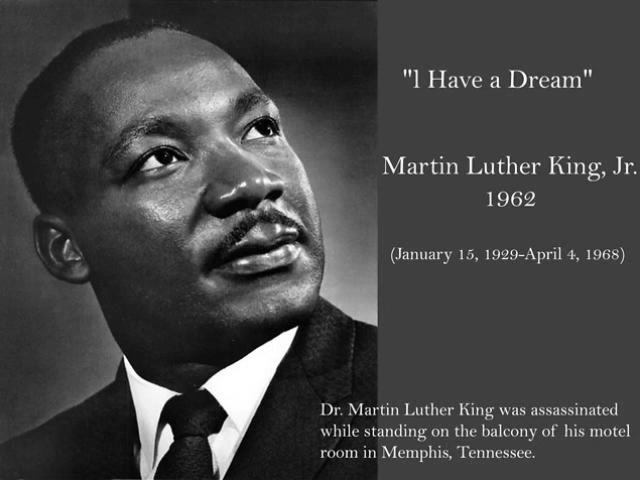 "l Have a Dream"
Martin Luther King, Jr.
1962
(January 15, 1929-April 4, 1968)
Dr. Martin Luther King was assassinated
while standing on the balcony of his motel
room in Memphis, Tennessee.